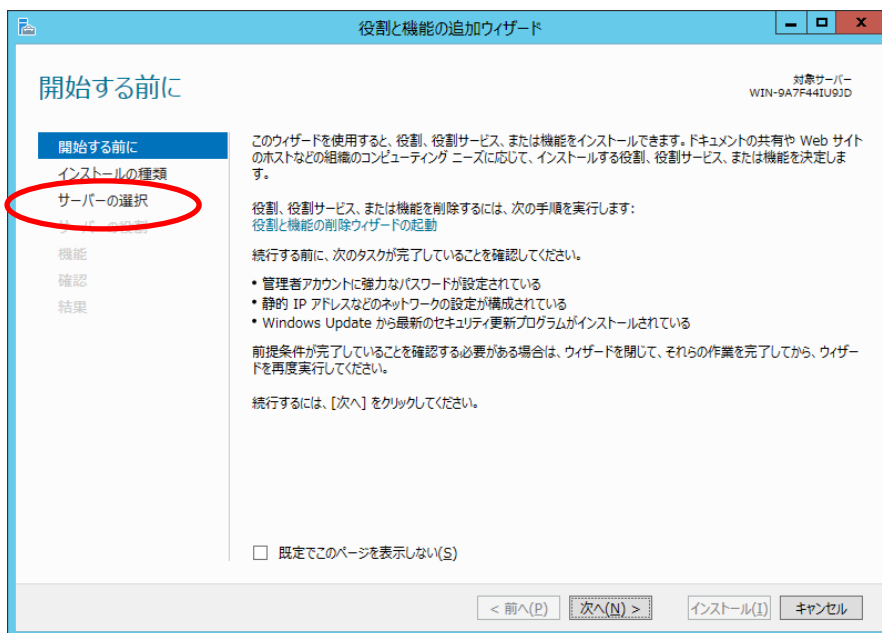 役割と機能の追加ウィザード
開始する前に
対象サーバー
WIN-9A7F44IU9JD
開始する前に
インストールの種類
サーバーの選択
サーバーの役割
機能
確認
結果
このウィザードを使用すると、役割、役割サービス、または機能をインストールできます。ドキュメントの共有や Web サイト
のホストなどの組織のコンピューティング ニーズに応じて、インストールする役割、役割サービス、または機能を決定しま
す。
役割、役割サービス、または機能を削除するには、次の手順を実行します:
役割と機能の削除ウィザードの起動
続行する前に、次のタスクが完了していることを確認してください。
• 管理者アカウントに強力なパスワードが設定されている
• 静的 IP アドレスなどのネットワークの設定が構成されている
• Windows Update から最新のセキュリティ更新プログラムがインストールされている
前提条件が完了していることを確認する必要がある場合は、ウィザードを閉じて、それらの作業を完了してから、ウィザー
ドを再度実行してください。
続行するには、[次へ] をクリックしてください。
既定でこのページを表示しない(S)
< 前へ(P) 次へ(N) > インストール(I) キャンセル